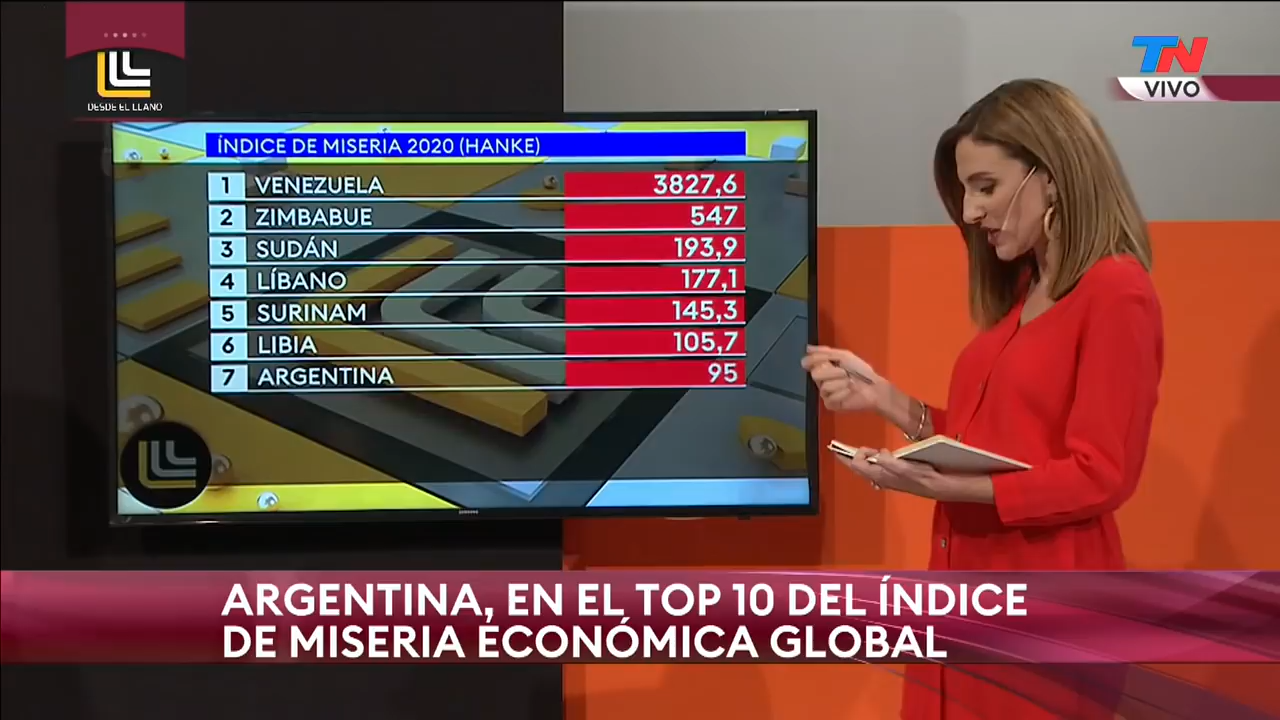 DESDE EL LLANO
TN
VIVO
ÍNDICE DE MISERIA 2020 (HANKE)
1 VENEZUELA 3827,6
2 ZIMBABUE 547
3 SUDÁN 193,9
4 LÍBANO 177,1
5 SURINAM 145,3
6 LIBIA 105,7
7 ARGENTINA 95
SAMSUNG
ARGENTINA, EN EL TOP 10 DEL ÍNDICE
DE MISERIA ECONÓMICA GLOBAL